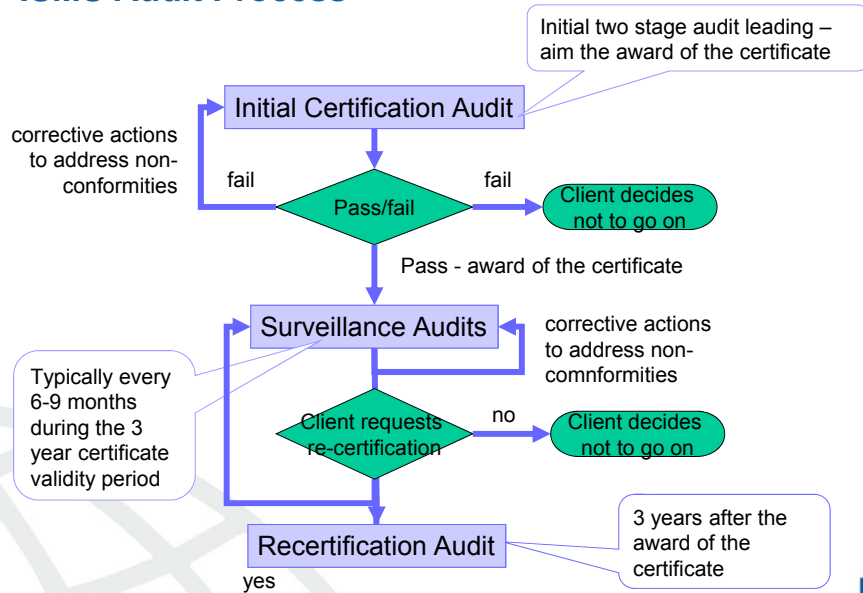 Initial two stage audit leading –
aim the award of the certificate
Initial Certification Audit
corrective actions
to address non-
conformities
fail
fail
Pass/fail
Client decides
not to go on
Pass - award of the certificate
Surveillance Audits
corrective actions
to address non-
comnformities
Typically every
6-9 months
during the 3
year certificate
validity period
Client requests
re-certification
no
Client decides
not to go on
Recertification Audit
3 years after the
award of the
certificate
yes